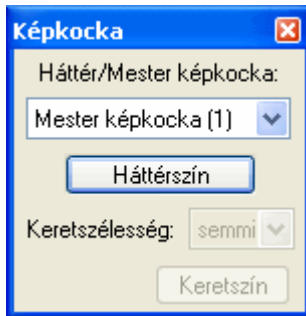 Képkocka
Háttér/Mester képkocka:
Mester képkocka (1)
Háttérszín
Keretszélesség: semmi
Keretszín